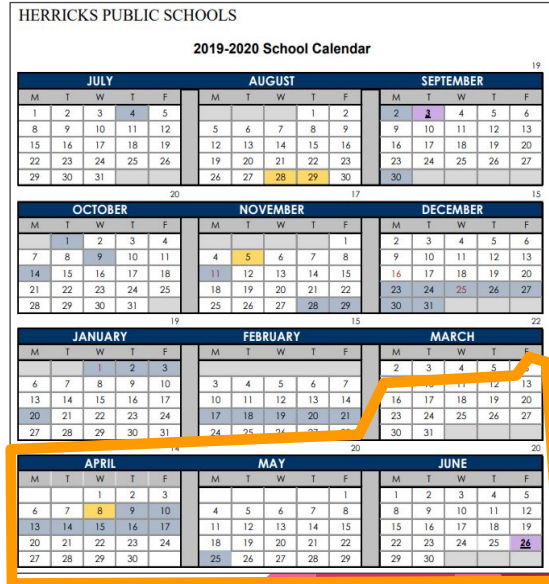 HERRICKS PUBLIC SCHOOLS
2019-2020 School Calendar
19
JULY AUGUST SEPTEMBER
M T W T F M T W T F M T W T F
1 2 3 4 5 1 2 2 3 4 5 6
8 9 10 11 12 5 6 7 8 9 9 10 11 12 13
15 16 17 18 19 12 13 14 15 16 16 17 18 19 20
22 23 24 25 26 19 20 21 22 23 23 24 25 26 27
29 30 31 26 27 28 29 30 30
20 17 15
OCTOBER NOVEMBER DECEMBER
M T W T F M T W T F M T W T F
1 2 3 4 1 2 3 4 5 6
7 8 9 10 11 4 5 6 7 8 9 10 11 12 13
14 15 16 17 18 11 12 13 14 15 16 17 18 19 20
21 22 23 24 25 18 19 20 21 22 23 24 25 26 27
28 29 30 31 25 26 27 28 29 30 31
19 15 22
JANUARY FEBRUARY MARCH
M T W T F M T W T F M T W T F
1 2 3 2 3 4 5
6 7 8 9 10 3 4 5 6 7 10 11 12 13
13 14 15 16 17 10 11 12 13 14 16 17 18 19 20
20 21 22 23 24 17 18 19 20 21 23 24 25 26 27
27 28 29 30 31 24 25 26 27 30 31
14 20 20
APRIL MAY JUNE
M T W T F M T W T F M T W T F
1 2 3 1 1 2 3 4 5
6 7 8 9 10 4 5 6 7 8 8 9 10 11 12
13 14 15 16 17 11 12 13 14 15 15 16 17 18 19
20 21 22 23 24 18 19 20 21 22 22 23 24 25 26
27 28 29 30 25 26 27 28 29 29 30